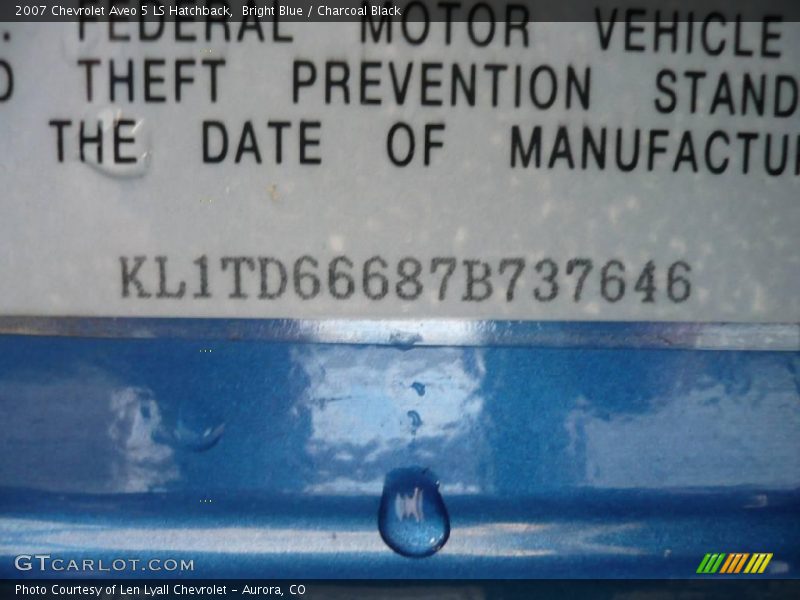 2007 Chevrolet Aveo 5 LS Hatchback, Bright Blue / Charcoal Black
FEDERAL MOTOR VEHICLE
THEFT PREVENTION STAND
THE DATE OF MANUFACTU
KL1TD66687B737646
GTCARLOT.COM
Photo Courtesy of Len Lyall Chevrolet - Aurora, CO